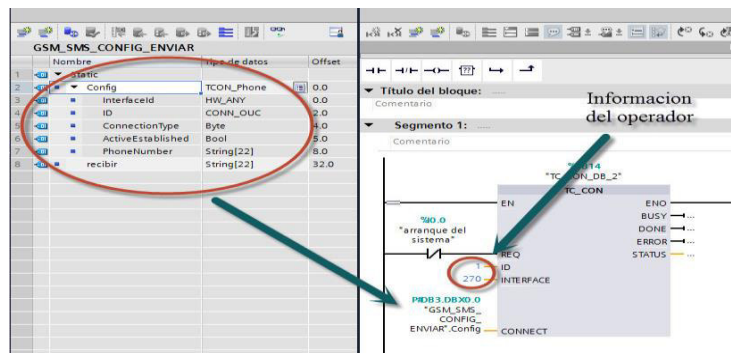 GSM_SMS_CONFIG_ENVIAR
Nombre Tipo de datos Offset
1 Static
2 Config TCON_Phone 0.0
3 InterfaceId HW_ANY 0.0
4 ID CONN_OUC 2.0
5 ConnectionType Byte 4.0
6 ActiveEstablished Bool 5.0
7 PhoneNumber String[22] 8.0
8 recibir String[22] 32.0
Título del bloque:
Comentario
Segmento 1:
Comentario
Informacion
del operador
"TC_CON_DB_2"
TC_CON
EN ENO
BUSY
DONE
ERROR
STATUS
%I0.0
"arranque del
sistema"
REQ
1 ID
270 INTERFACE
P#DB3.DBX0.0
"GSM_SMS_
CONFIG_
ENVIAR".Config CONNECT